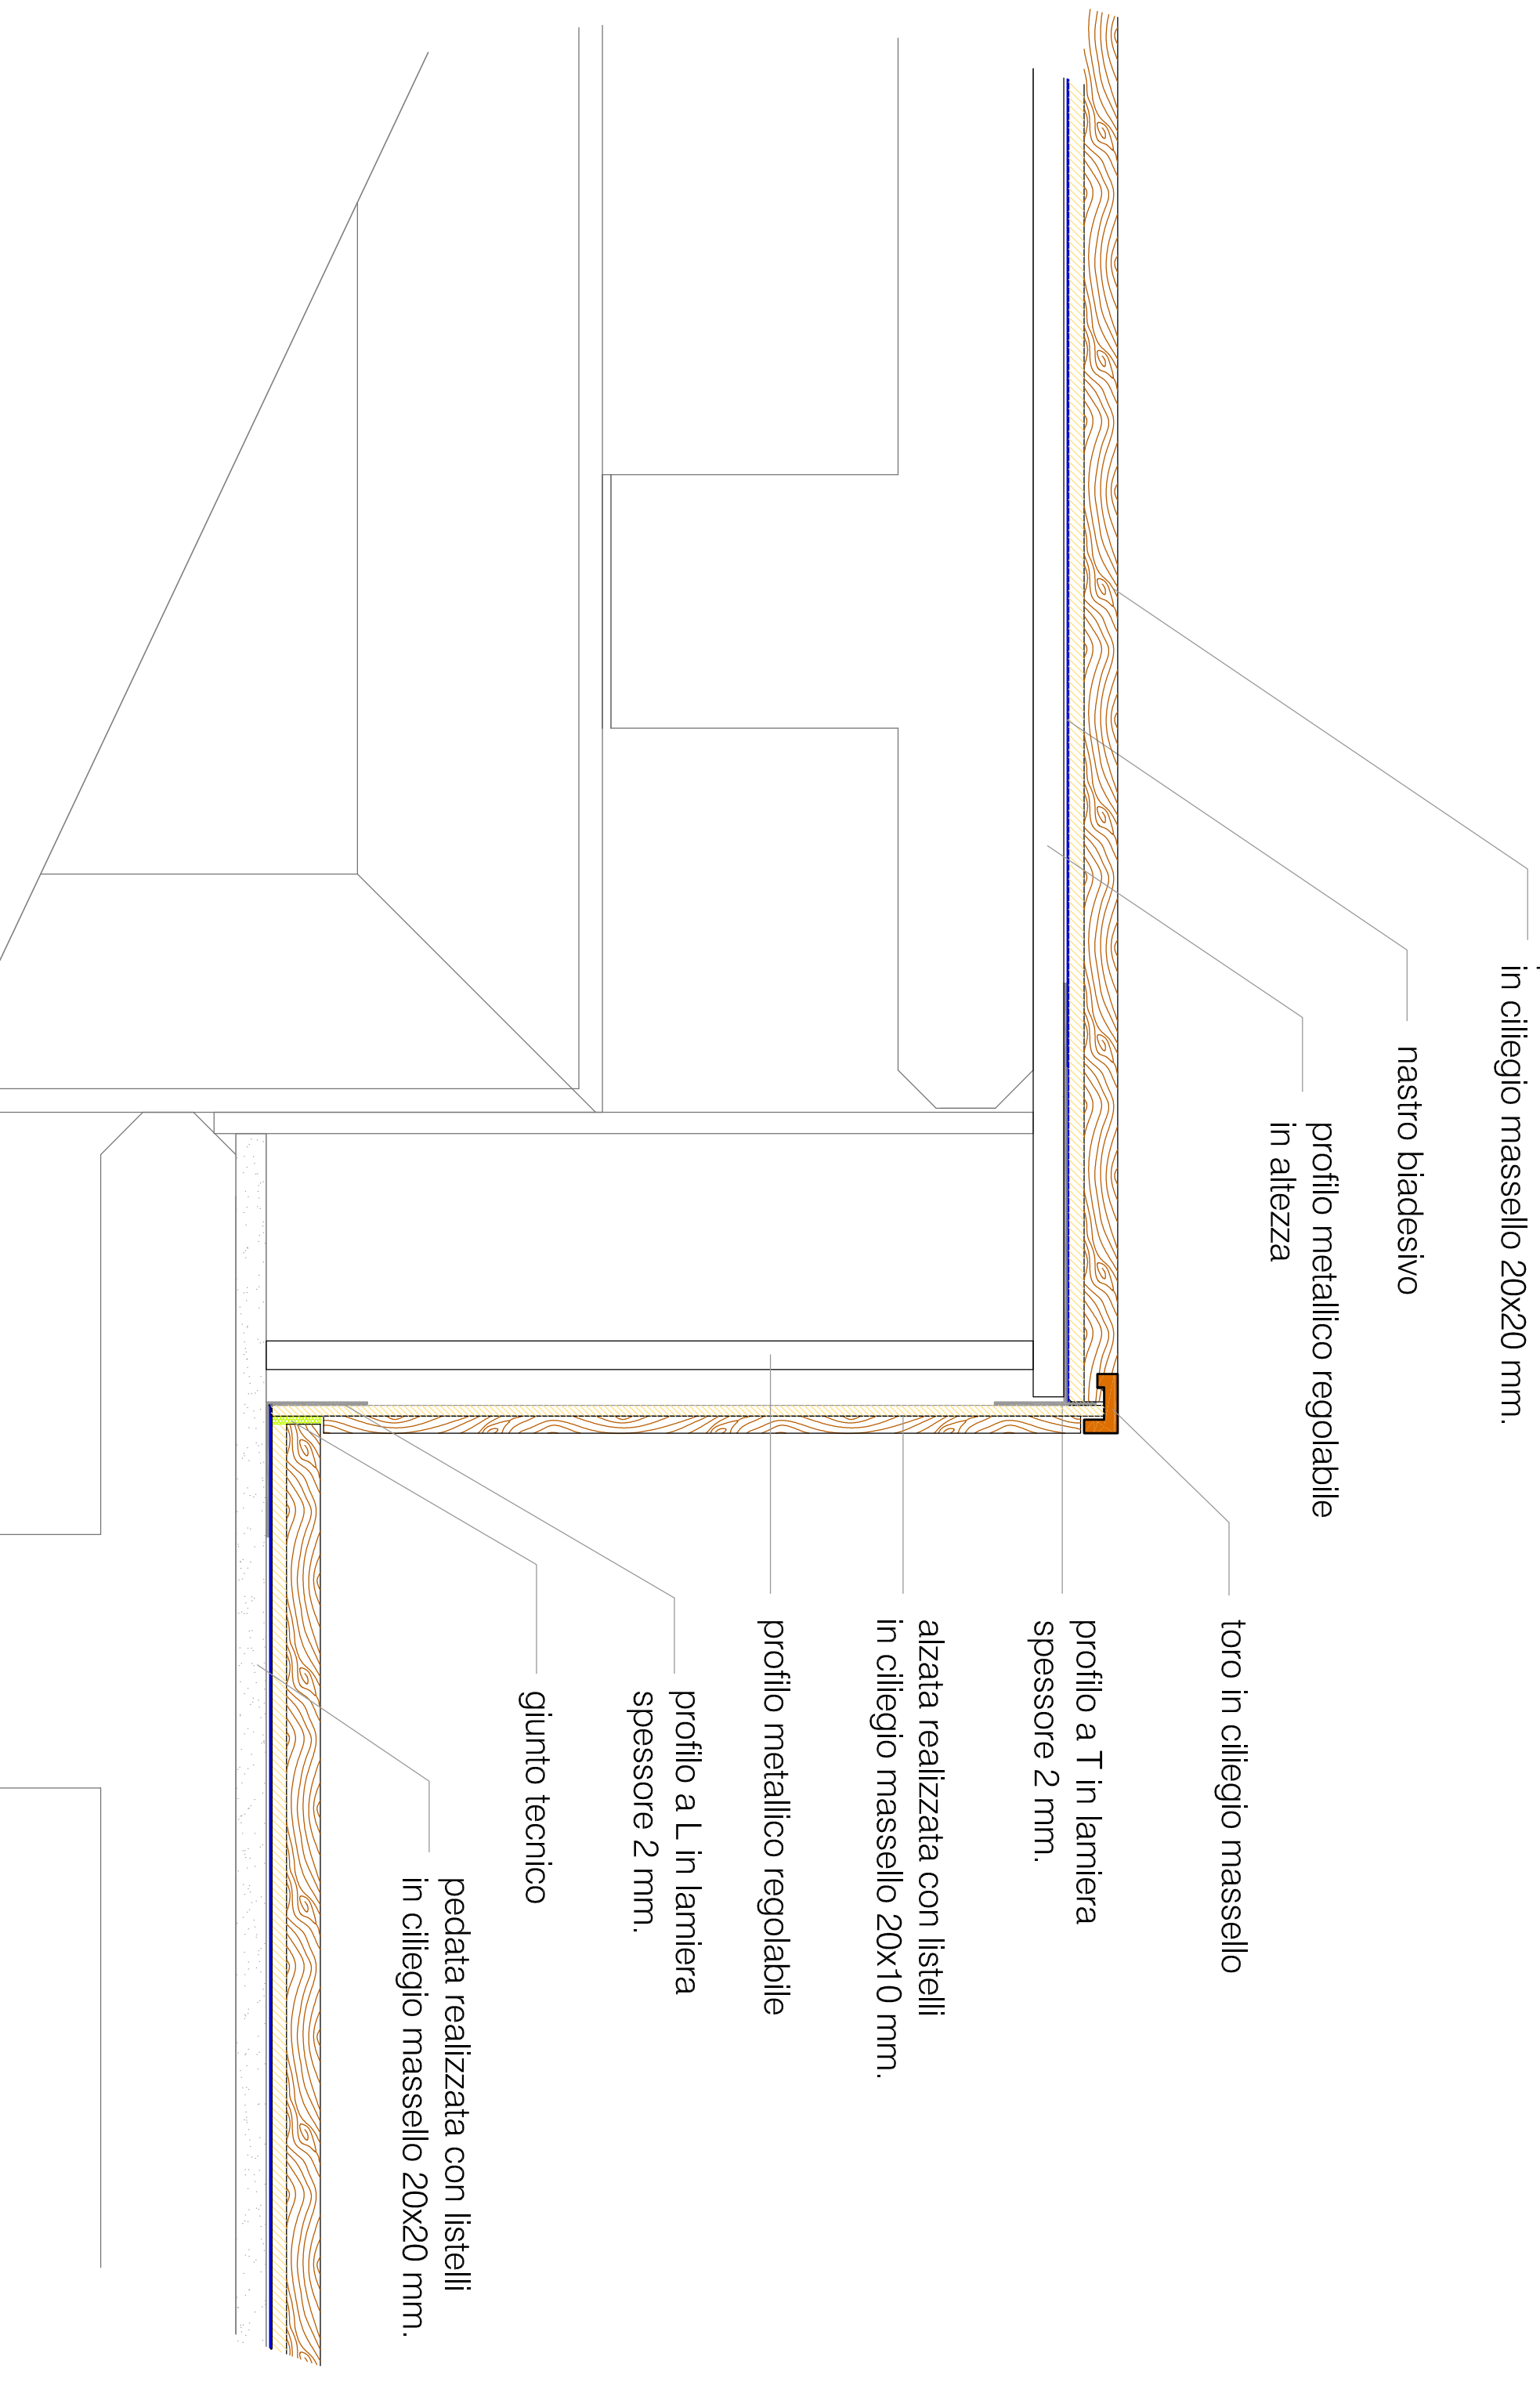 in ciliegio massello 20x20 mm.
nastro biadesivo
profilo metallico regolabile
in altezza
toro in ciliegio massello
profilo a T in lamiera
spessore 2 mm.
alzata realizzata con listelli
in ciliegio massello 20x10 mm.
profilo metallico regolabile
profilo a L in lamiera
spessore 2 mm.
giunto tecnico
pedata realizzata con listelli
in ciliegio massello 20x20 mm.